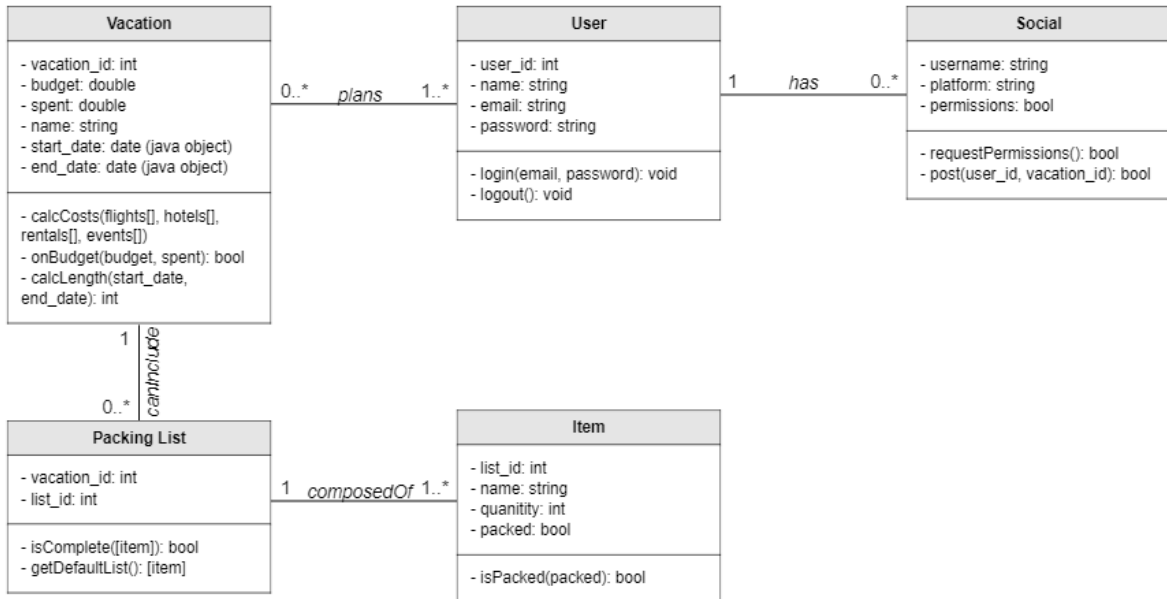 Vacation
- vacation_id: int
- budget: double
- spent: double
- name: string
- start_date: date (java object)
- end_date: date (java object)
- calcCosts(flights[], hotels[],
rentals[], events[])
- onBudget(budget, spent): bool
- calcLength(start_date,
end_date): int
0..* plans 1..*
User
- user_id: int
- name: string
- email: string
- password: string
- login(email, password): void
- logout(): void
1 has 0..*
Social
- username: string
- platform: string
- permissions: bool
- requestPermissions(): bool
- post(user_id, vacation_id): bool
1
canInclude
0..*
Packing List
- vacation_id: int
- list_id: int
- isComplete([item]): bool
- getDefaultList(): [item]
1 composedOf 1..*
Item
- list_id: int
- name: string
- quanitity: int
- packed: bool
- isPacked(packed): bool